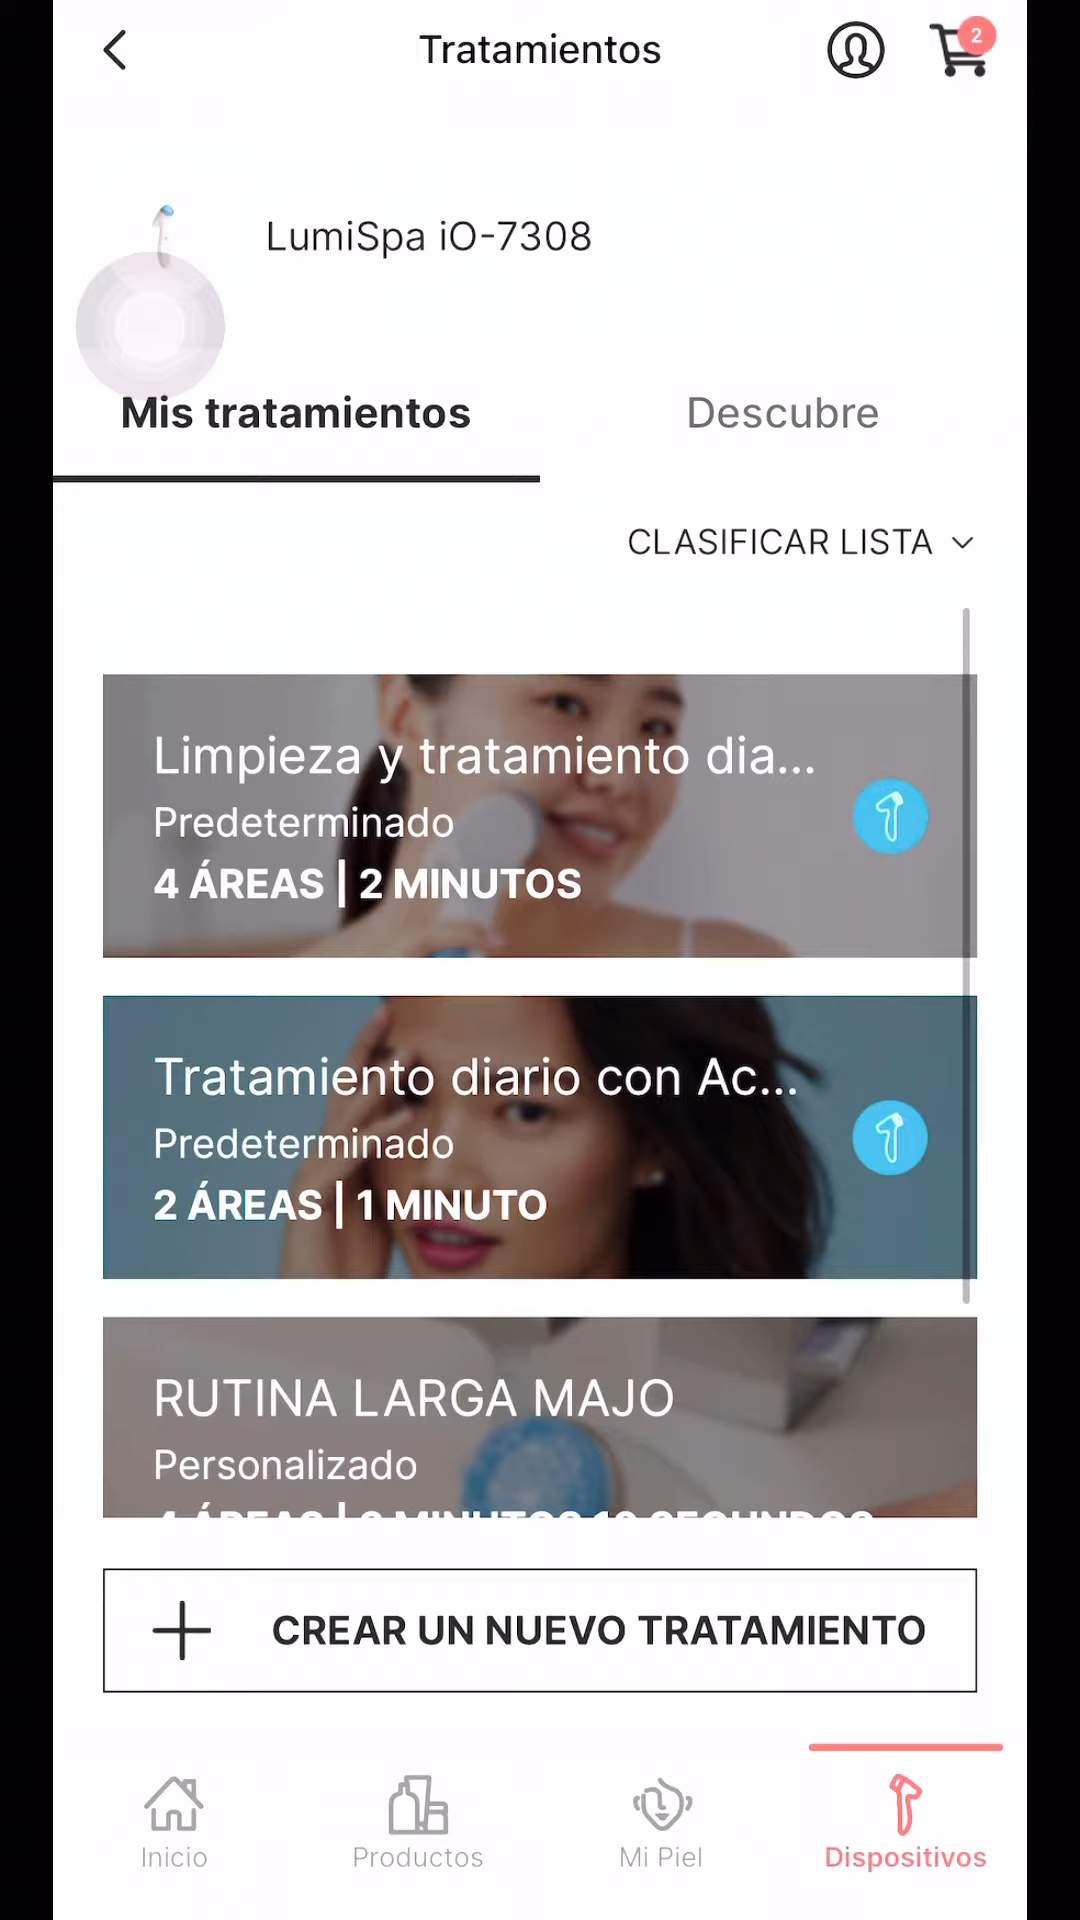 Tratamientos
2
LumiSpa iO-7308
Mis tratamientos
Descubre
CLASIFICAR LISTA
Limpieza y tratamiento dia...
Predeterminado
4 ÁREAS | 2 MINUTOS
Tratamiento diario con Ac...
Predeterminado
2 ÁREAS | 1 MINUTO
RUTINA LARGA MAJO
Personalizado
CREAR UN NUEVO TRATAMIENTO
Inicio
Productos
Mi Piel
Dispositivos